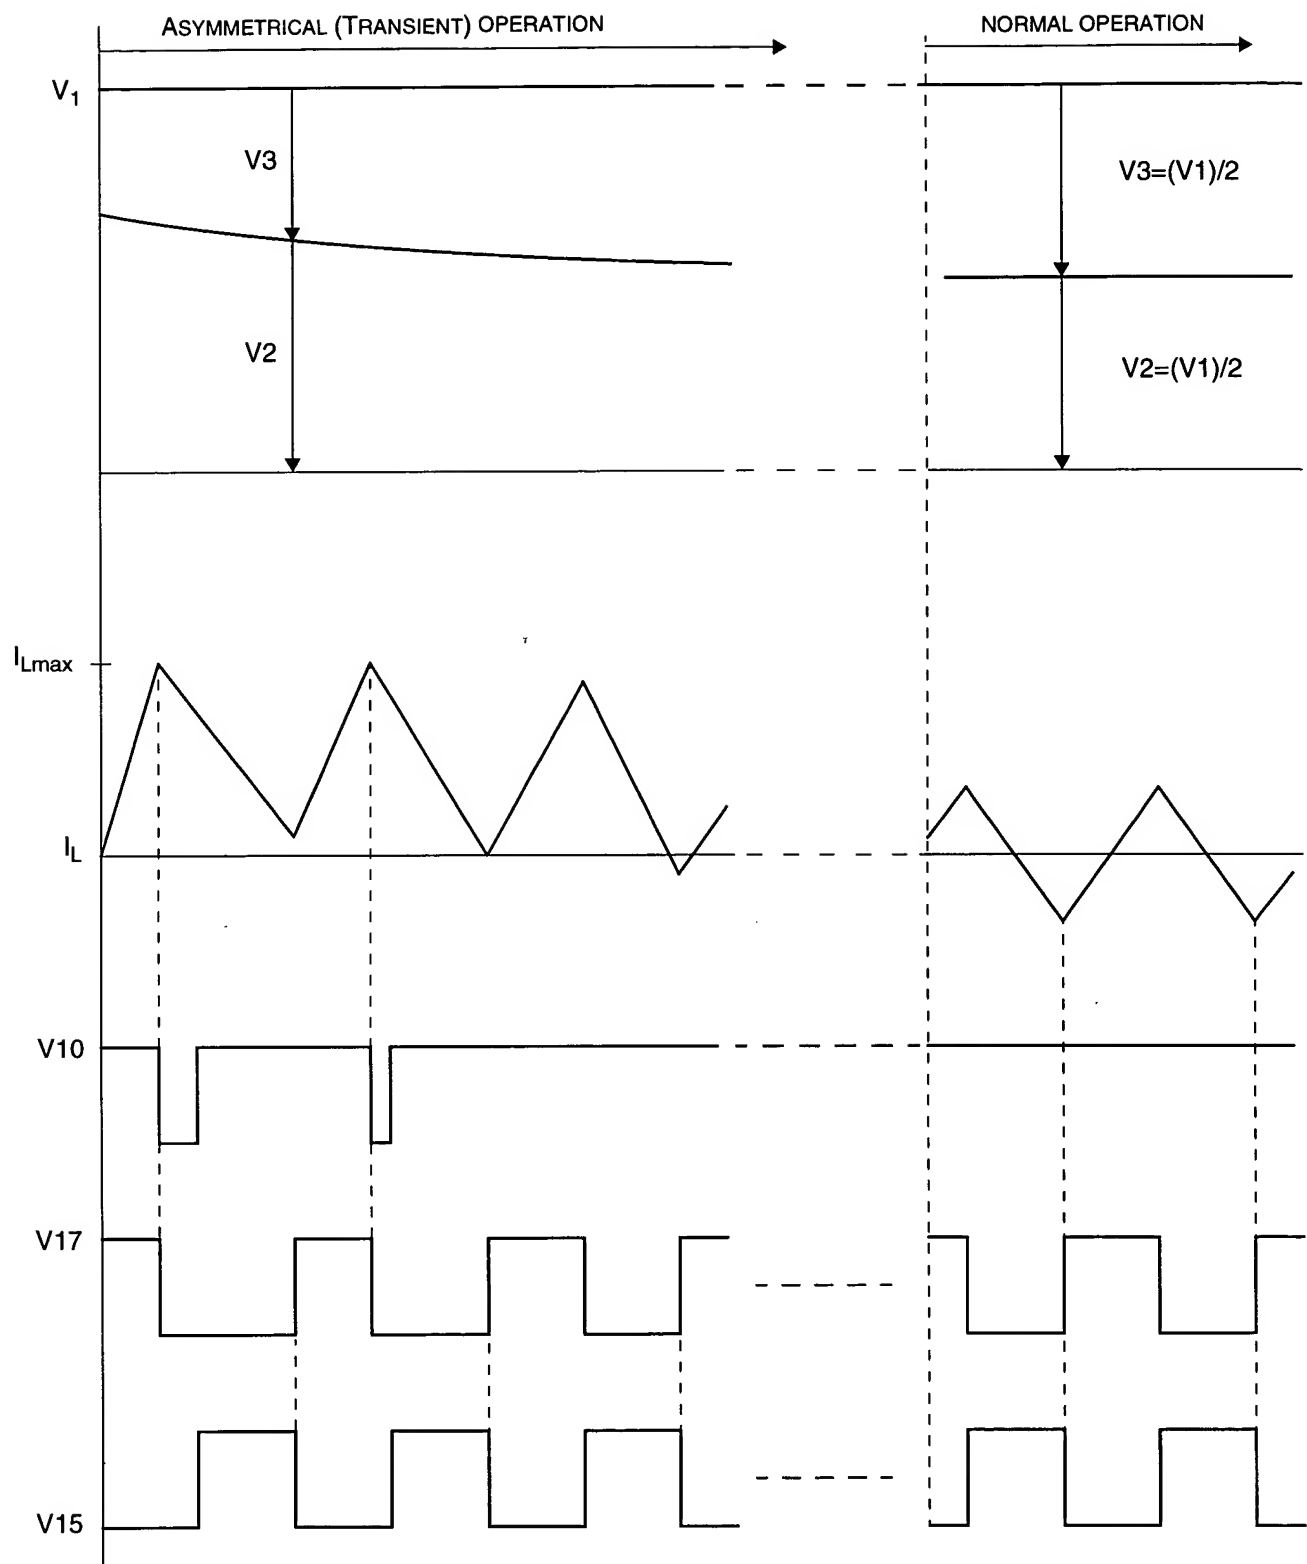 ASYMMETRICAL (TRANSIENT) OPERATION
NORMAL OPERATION
V1
V3
V3=(V1)/2
V2
V2=(V1)/2
ILmax
IL
V10
V17
V15